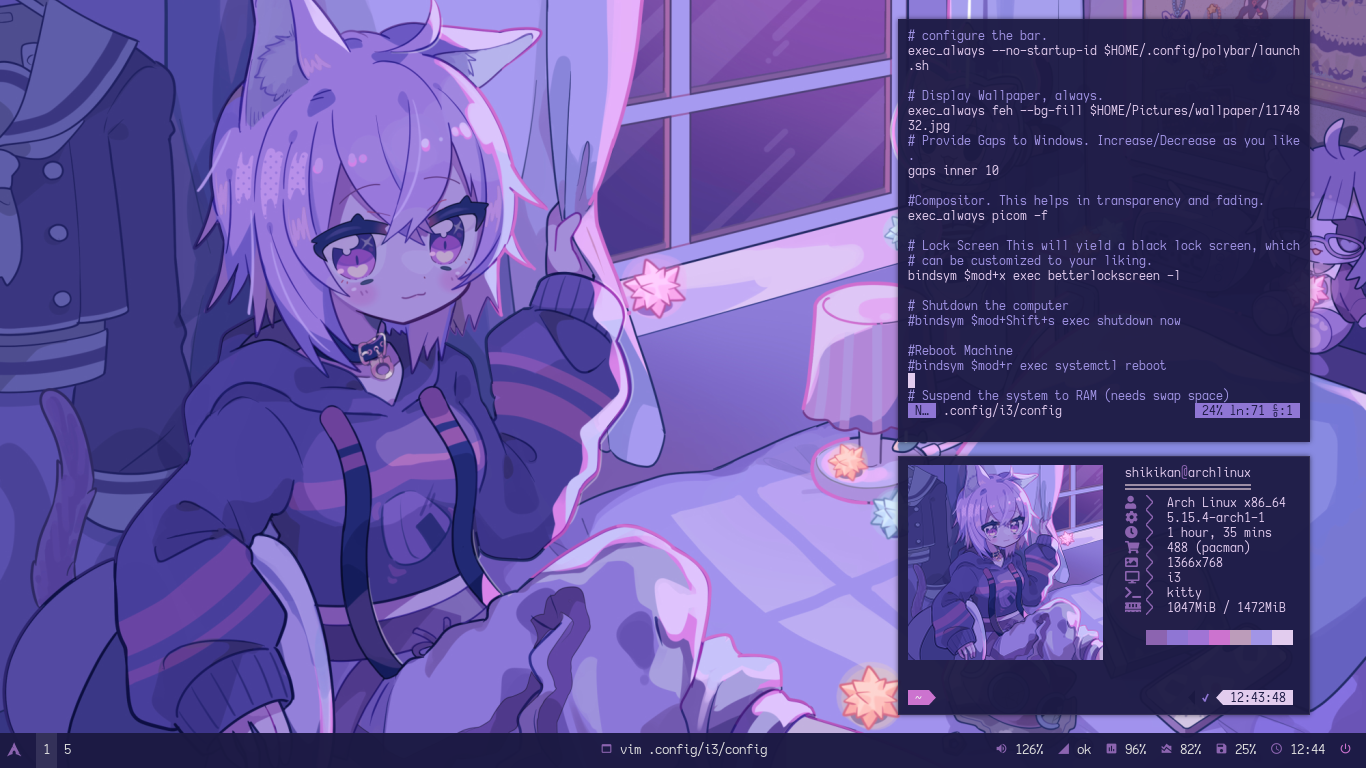 # configure the bar.
exec_always --no-startup-id $HOME/.config/polybar/launch
.sh
# Display Wallpaper, always.
exec_always feh --bg-fill $HOME/Pictures/wallpaper/11748
32.jpg
# Provide Gaps to Windows. Increase/Decrease as you like
.
gaps inner 10
#Compositor. This helps in transparency and fading.
exec_always picom -f
# Lock Screen This will yield a black lock screen, which
# can be customized to your liking.
bindsym $mod+x exec betterlockscreen -l
# Shutdown the computer
#bindsym $mod+Shift+s exec shutdown now
#Reboot Machine
#bindsym $mod+r exec systemctl reboot
# Suspend the system to RAM (needs swap space)
N… .config/i3/config 24% ln:71 :1
shikikan@archlinux
Arch Linux x86_64
5.15.4-arch1-1
1 hour, 35 mins
488 (pacman)
1366x768
i3
kitty
1047MiB / 1472MiB
~ ✓ 12:43:48
1 5 vim .config/i3/config 126% ok 96% 82% 25% 12:44